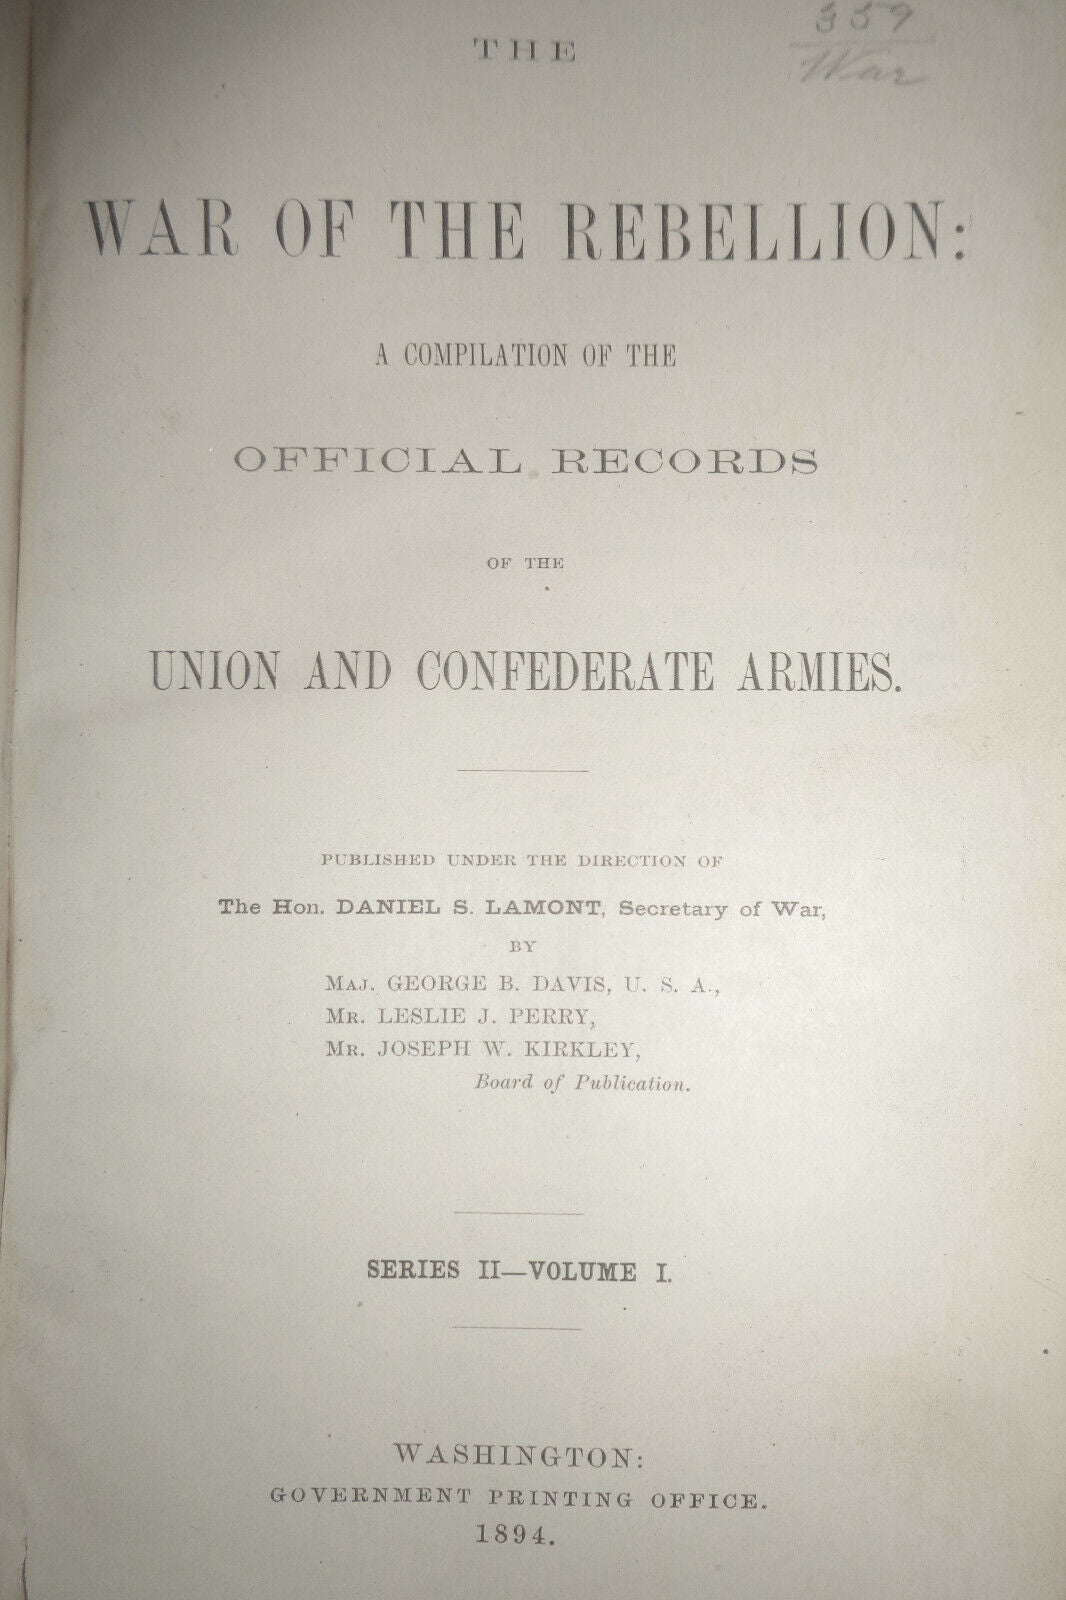 359
War
THE
WAR OF THE REBELLION:
A COMPILATION OF THE
OFFICIAL RECORDS
OF THE
UNION AND CONFEDERATE ARMIES.
PUBLISHED UNDER THE DIRECTION OF
The Hon. DANIEL S. LAMONT, Secretary of War,
BY
MAJ. GEORGE B. DAVIS, U. S. A.,
MR. LESLIE J. PERRY,
MR. JOSEPH W. KIRKLEY,
Board of Publication.
SERIES II—VOLUME I.
WASHINGTON:
GOVERNMENT PRINTING OFFICE.
1894.